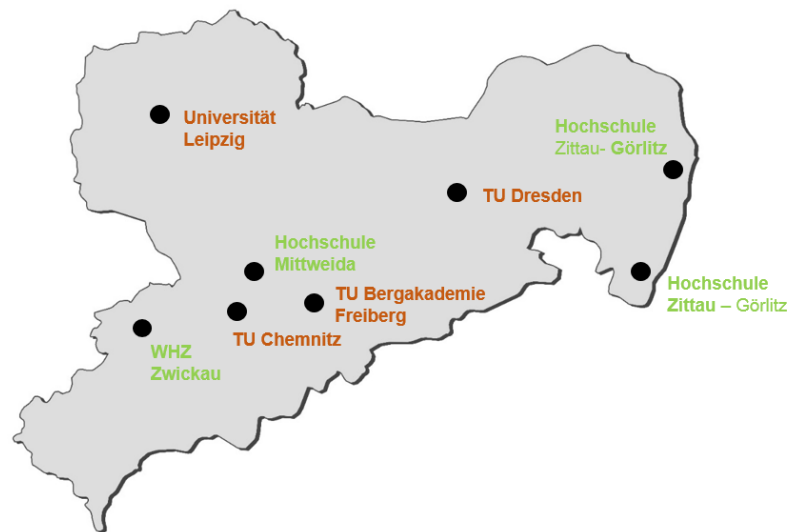 Universität
Leipzig
Hochschule
Zittau- Görlitz
TU Dresden
Hochschule
Mittweida
Hochschule
Zittau – Görlitz
TU Bergakademie
Freiberg
TU Chemnitz
WHZ
Zwickau